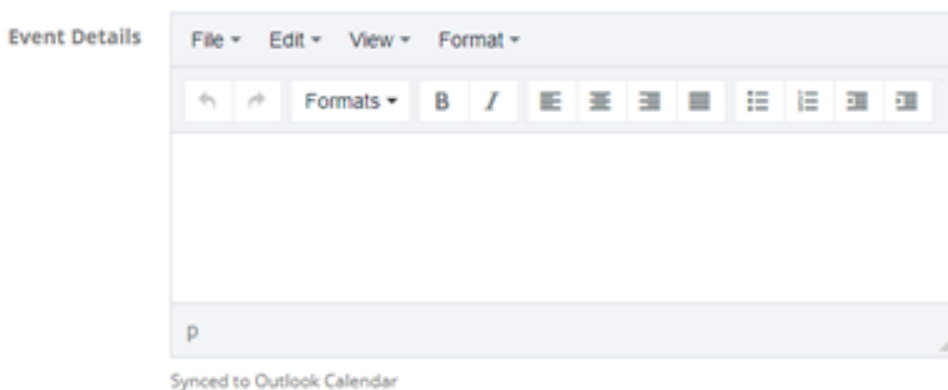 Event Details
File Edit View Format
Formats B I
p
Synced to Outlook Calendar